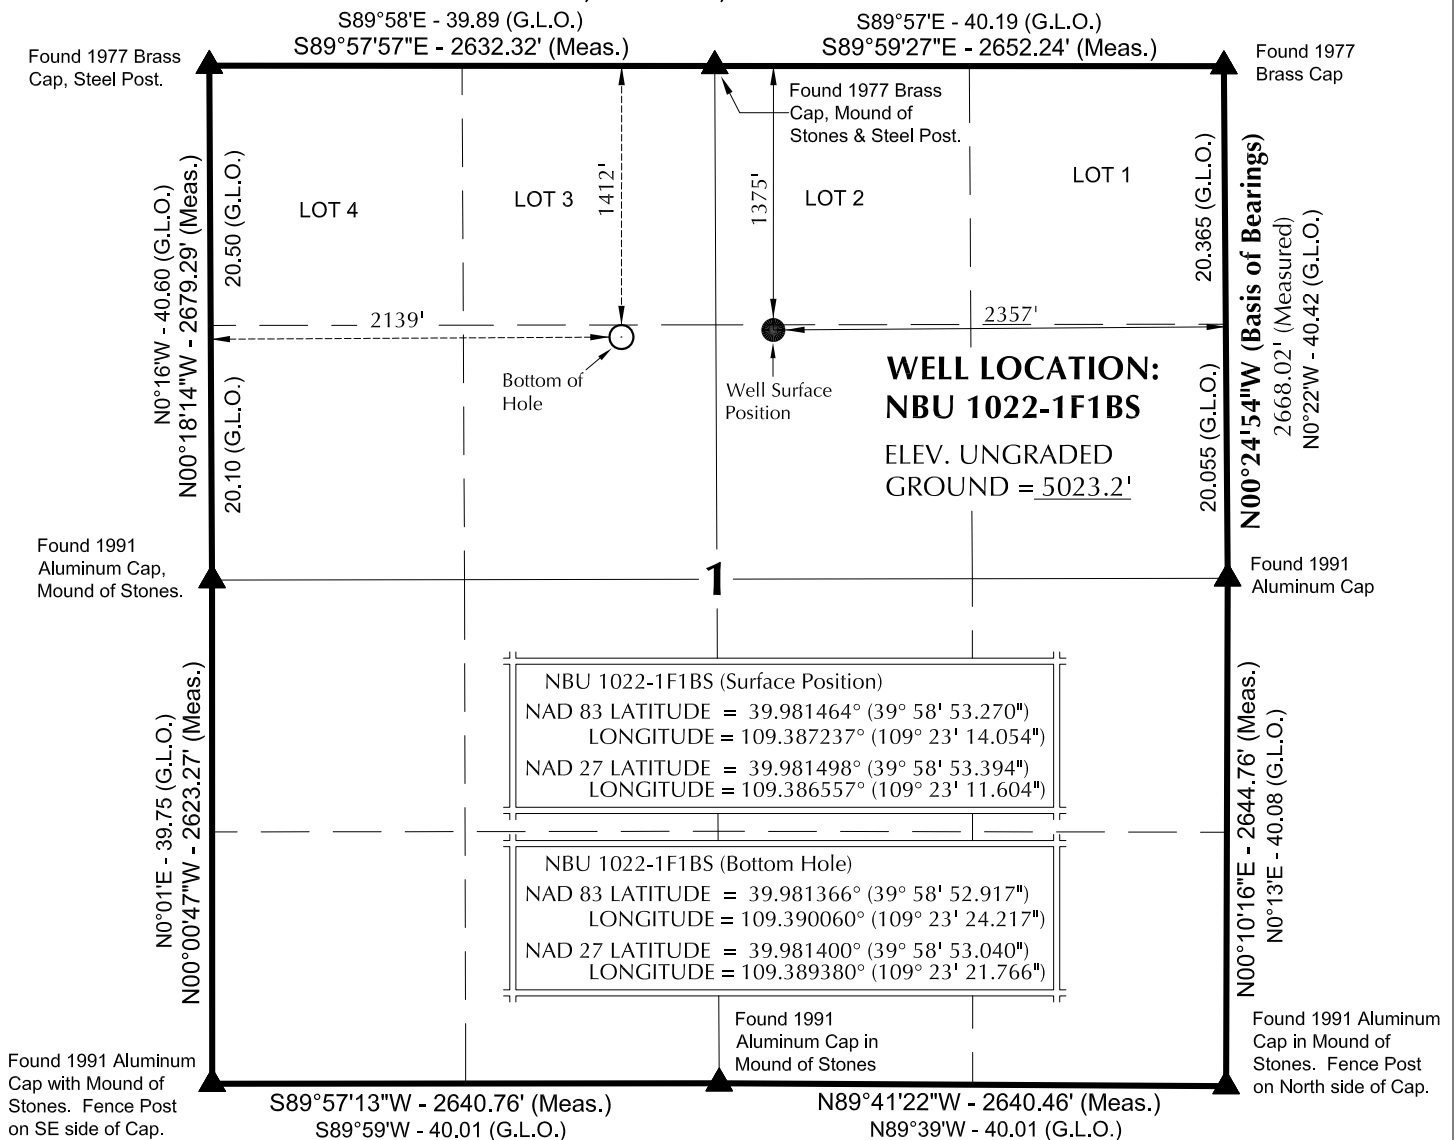 S89°58'E - 39.89 (G.L.O.)
S89°57'57"E - 2632.32' (Meas.)
S89°57'E - 40.19 (G.L.O.)
S89°59'27"E - 2652.24' (Meas.)
Found 1977 Brass
Cap, Steel Post.
Found 1977 Brass
Cap, Mound of
Stones & Steel Post.
Found 1977
Brass Cap
N0°16'W - 40.60 (G.L.O.)
N00°18'14"W - 2679.29' (Meas.)
20.50 (G.L.O.)
20.10 (G.L.O.)
LOT 4
LOT 3
1412'
1375'
LOT 2
LOT 1
20.365 (G.L.O.)
20.055 (G.L.O.)
N00°24'54"W (Basis of Bearings)
2668.02' (Measured)
N0°22'W - 40.42 (G.L.O.)
2139'
2357'
Bottom of
Hole
Well Surface
Position
WELL LOCATION:
NBU 1022-1F1BS
ELEV. UNGRADED
GROUND = 5023.2'
Found 1991
Aluminum Cap,
Mound of Stones.
1
Found 1991
Aluminum Cap
N0°01'E - 39.75 (G.L.O.)
N00°00'47"W - 2623.27' (Meas.)
NBU 1022-1F1BS (Surface Position)
NAD 83 LATITUDE = 39.981464° (39° 58' 53.270")
LONGITUDE = 109.387237° (109° 23' 14.054")
NAD 27 LATITUDE = 39.981498° (39° 58' 53.394")
LONGITUDE = 109.386557° (109° 23' 11.604")
NBU 1022-1F1BS (Bottom Hole)
NAD 83 LATITUDE = 39.981366° (39° 58' 52.917")
LONGITUDE = 109.390060° (109° 23' 24.217")
NAD 27 LATITUDE = 39.981400° (39° 58' 53.040")
LONGITUDE = 109.389380° (109° 23' 21.766")
N00°10'16"E - 2644.76' (Meas.)
N0°13'E - 40.08 (G.L.O.)
Found 1991 Aluminum
Cap with Mound of
Stones. Fence Post
on SE side of Cap.
Found 1991
Aluminum Cap in
Mound of Stones
Found 1991 Aluminum
Cap in Mound of
Stones. Fence Post
on North side of Cap.
S89°57'13"W - 2640.76' (Meas.)
S89°59'W - 40.01 (G.L.O.)
N89°41'22"W - 2640.46' (Meas.)
N89°39'W - 40.01 (G.L.O.)